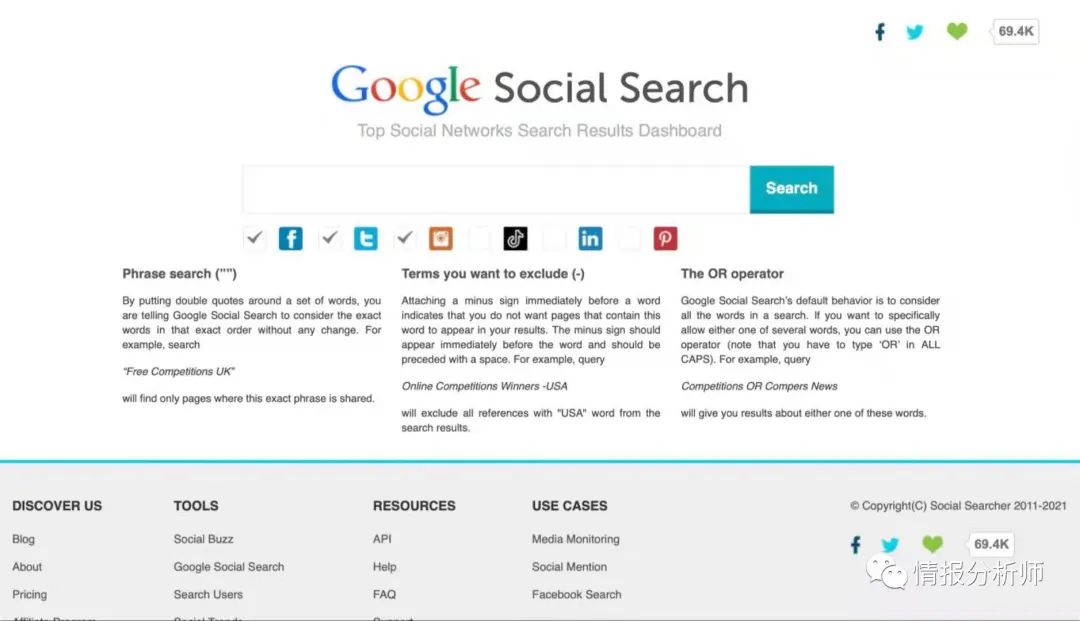 69.4K
Google Social Search
Top Social Networks Search Results Dashboard
Search
Phrase search ("")
By putting double quotes around a set of words, you
are telling Google Social Search to consider the exact
words in that exact order without any change. For
example, search
“Free Competitions UK”
will find only pages where this exact phrase is shared.
Terms you want to exclude (-)
Attaching a minus sign immediately before a word
indicates that you do not want pages that contain this
word to appear in your results. The minus sign should
appear immediately before the word and should be
preceded with a space. For example, query
Online Competitions Winners -USA
will exclude all references with "USA" word from the
search results.
The OR operator
Google Social Search's default behavior is to consider
all the words in a search. If you want to specifically
allow either one of several words, you can use the OR
operator (note that you have to type 'OR' in ALL
CAPS). For example, query
Competitions OR Compers News
will give you results about either one of these words.
DISCOVER US
Blog
About
Pricing
Affiliate Program
TOOLS
Social Buzz
Google Social Search
Search Users
Social Trends
RESOURCES
API
Help
FAQ
Support
USE CASES
Media Monitoring
Social Mention
Facebook Search
© Copyright(C) Social Searcher 2011-2021
69.4K
情报分析师